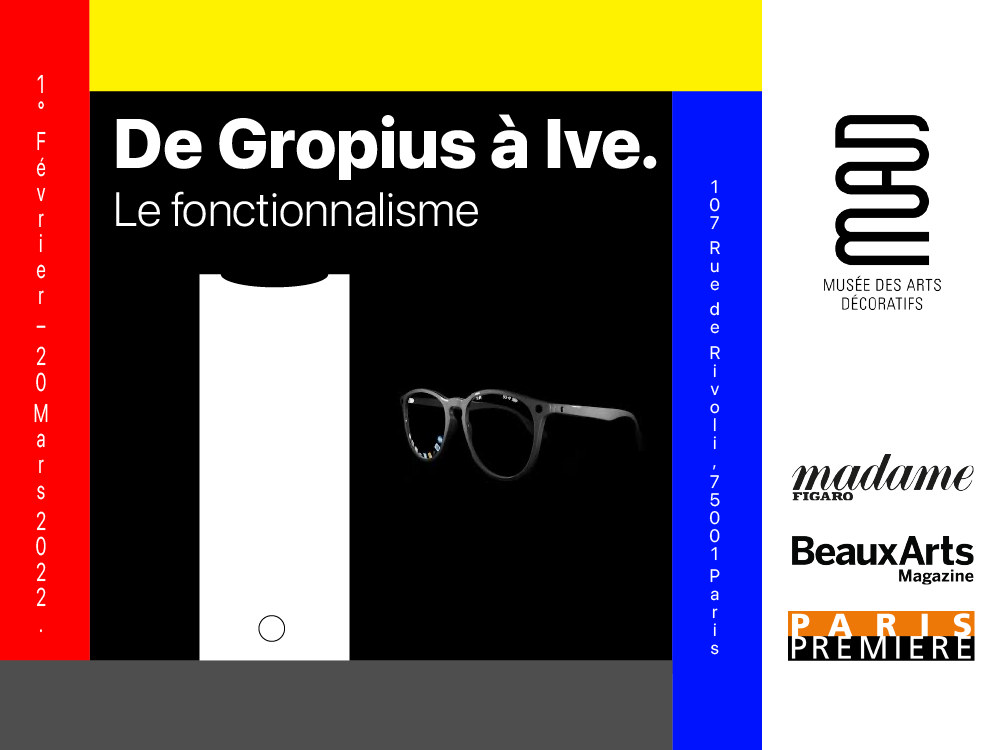 De Gropius à Ive.
Le fonctionnalisme
1° Février – 20 Mars 2022.
107 Rue de Rivoli ,75001 Paris
MAD
MUSÉE DES ARTS
DÉCORATIFS
madame
FIGARO
BeauxArts
Magazine
PARIS
PREMIERE